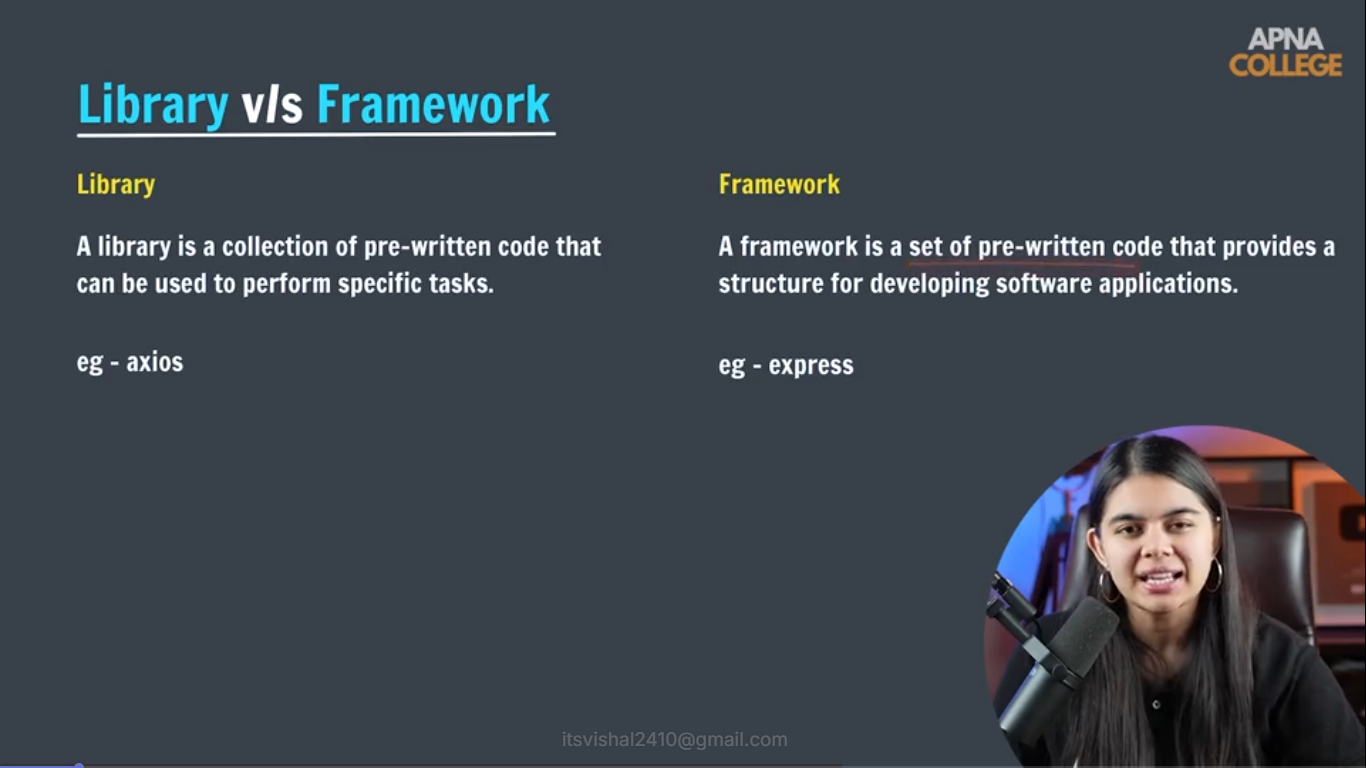 APNA
COLLEGE
Library v/s Framework
Library
A library is a collection of pre-written code that
can be used to perform specific tasks.
eg - axios
Framework
A framework is a set of pre-written code that provides a
structure for developing software applications.
eg - express
itsvishal2410@gmail.com